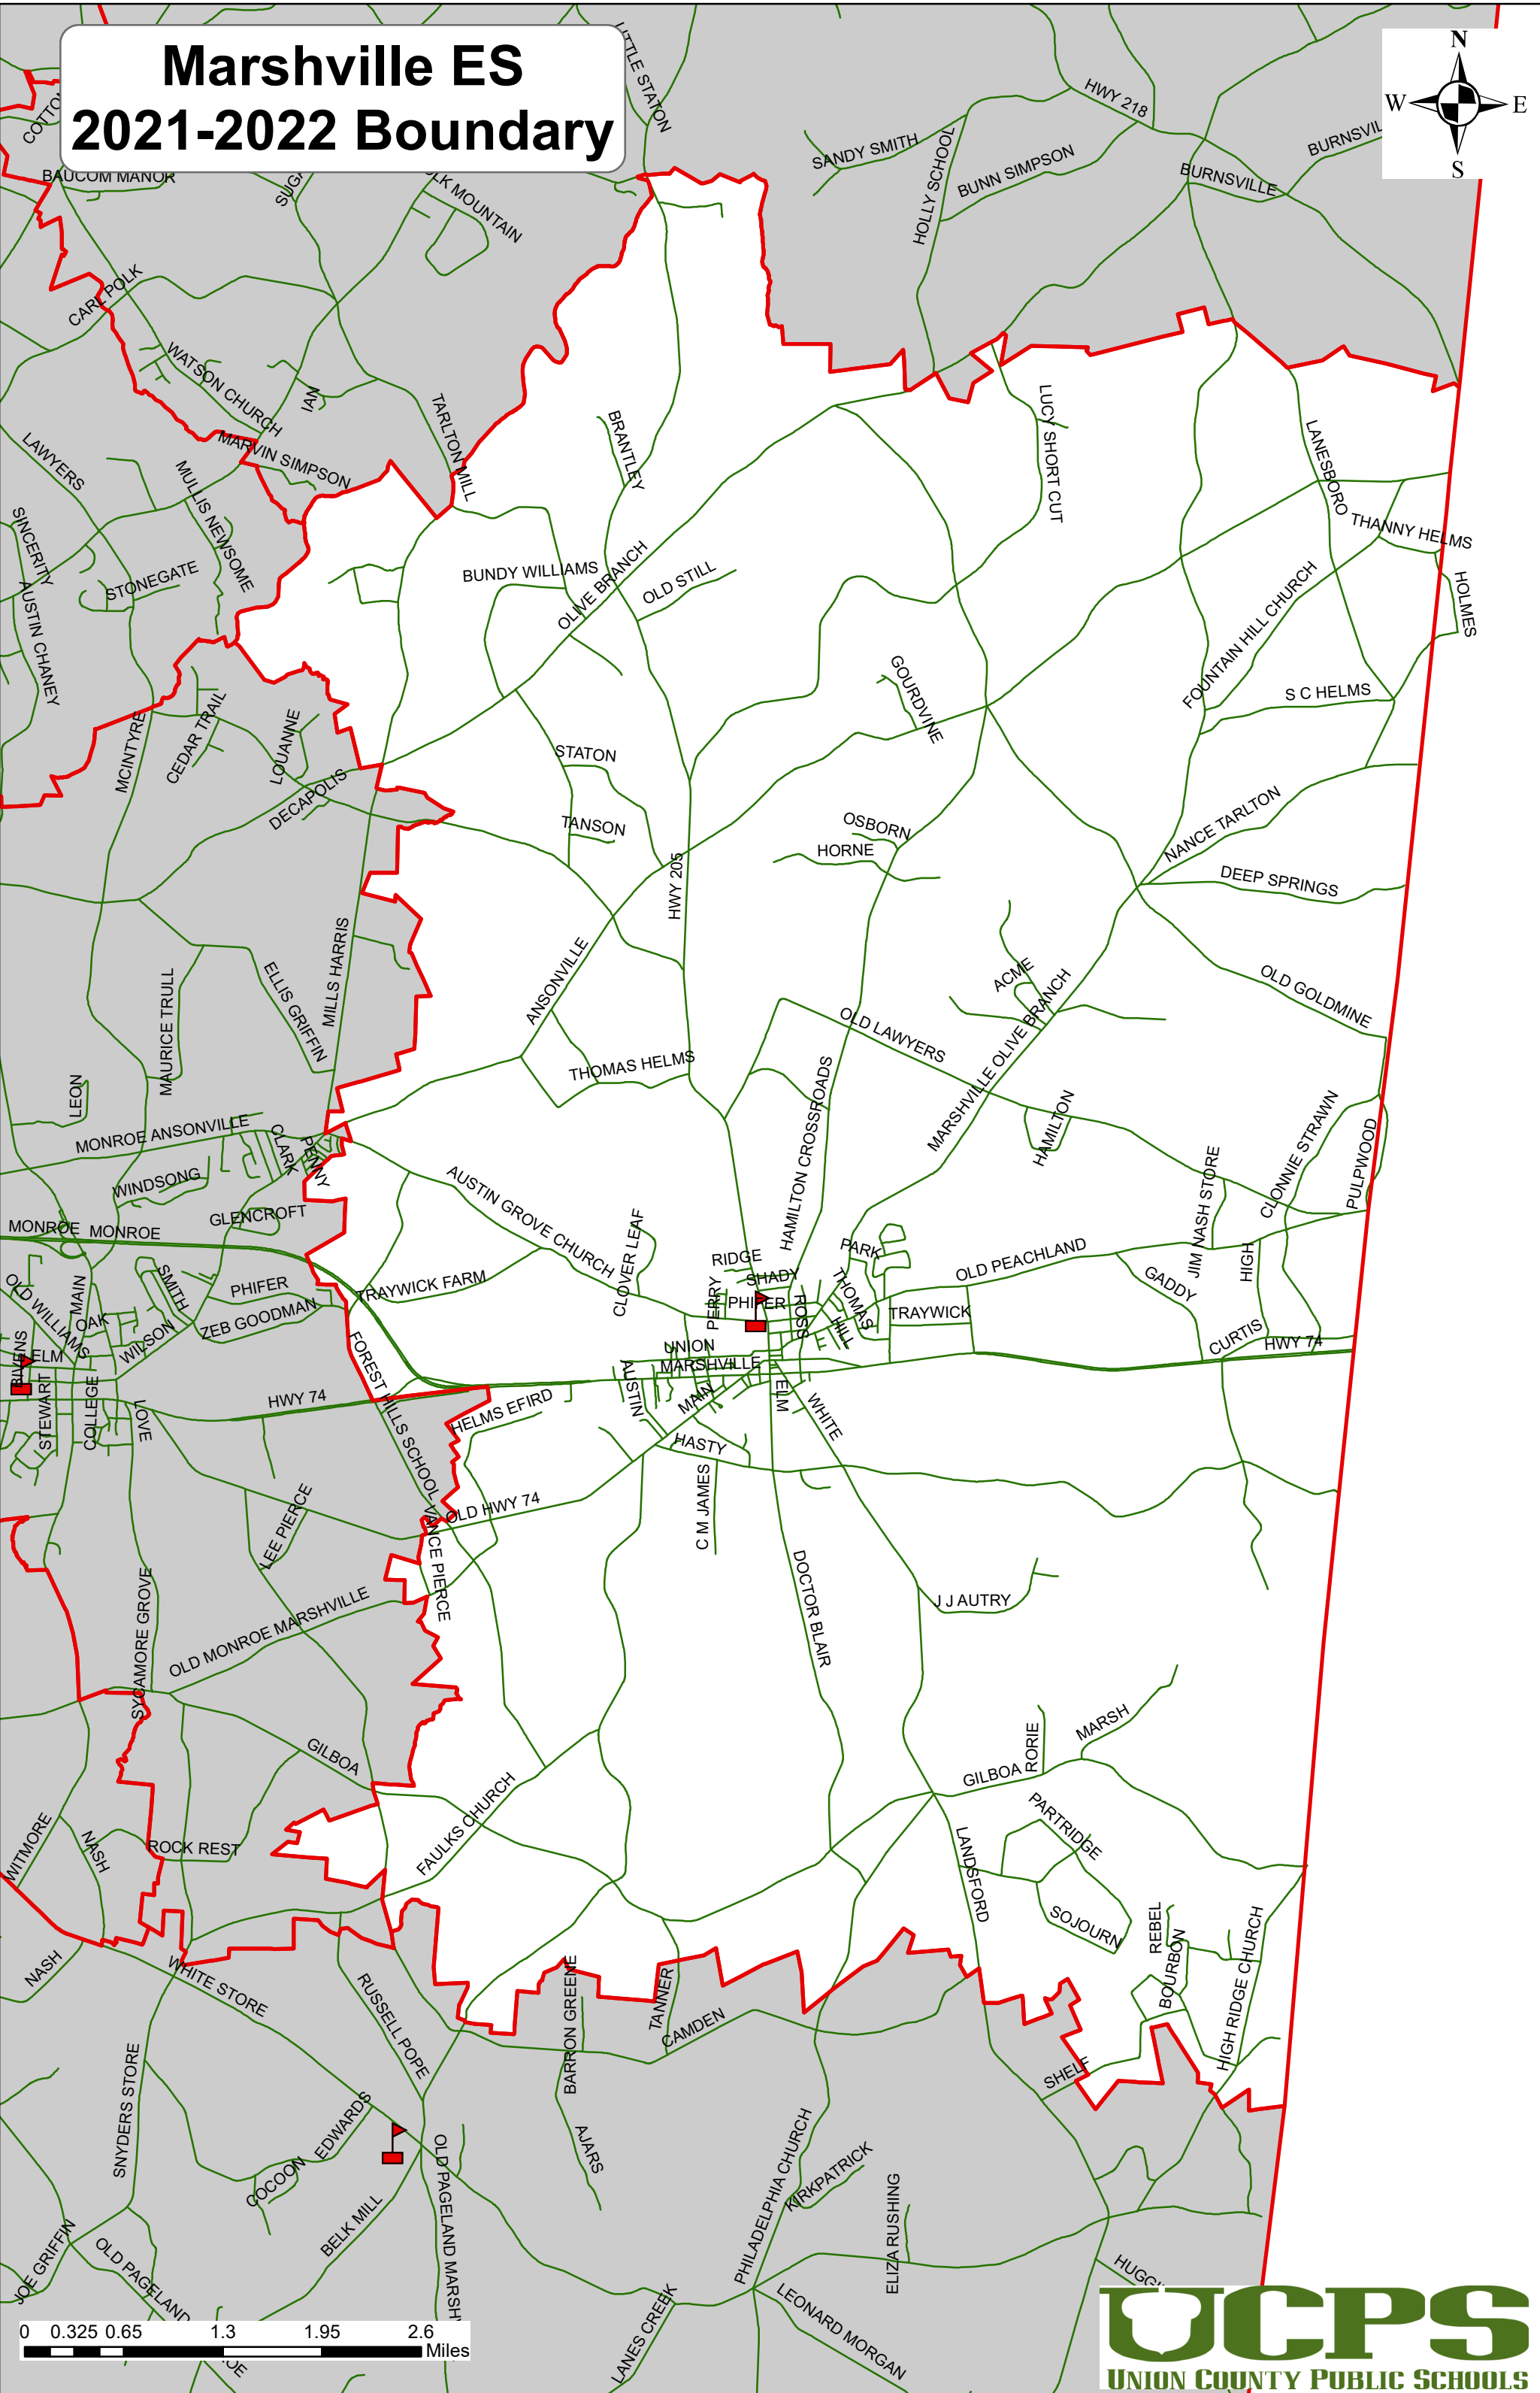 Marshville ES
2021-2022 Boundary
N
W
E
S
LITTLE STATON
HWY 218
SANDY SMITH
HOLLY SCHOOL
BUNN SIMPSON
BURNSVILLE
BAUCOM MANOR
CARL POLK
WATSON CHURCH
IAN
MARVIN SIMPSON
TARLTON MILL
BRANTLEY
LUCY SHORT CUT
LANESBORO
THANNY HELMS
HOLMES
LAWYERS
MULLIS NEWSOME
SINCERITY
STONEGATE
AUSTIN CHANEY
BUNDY WILLIAMS
OLIVE BRANCH
OLD STILL
FOUNTAIN HILL CHURCH
S C HELMS
GOURDVINE
MCINTYRE
CEDAR TRAIL
LOUANNE
DECAPOLIS
STATON
TANSON
OSBORN
HORNE
NANCE TARLTON
DEEP SPRINGS
HWY 205
ANSONVILLE
MAURICE TRULL
ELLIS GRIFFIN
MILLS HARRIS
ACME
MARSHVILLE OLIVE BRANCH
OLD GOLDMINE
OLD LAWYERS
THOMAS HELMS
HAMILTON CROSSROADS
HAMILTON
LEON
MONROE ANSONVILLE
CLARK
PENNY
WINDSONG
GLENCROFT
MONROE
MONROE
AUSTIN GROVE CHURCH
CLOVER LEAF
JIM NASH STORE
CLONNIE STRAWN
PULPWOOD
HIGH
RIDGE
SHADY
PARK
PERRY
PHIFER
ROSS
THOMAS
HILL
OLD PEACHLAND
GADDY
TRAYWICK
CURTIS
HWY 74
OLD WILLIAMS
MAIN
OAK
SMITH
PHIFER
ZEB GOODMAN
WILSON
TRAYWICK FARM
ELM
BIVENS
STEWART
COLLEGE
LOVE
HWY 74
FOREST HILLS SCHOOL
UNION
MARSHVILLE
AUSTIN
MAIN
ELM
WHITE
HELMS EFIRD
HASTY
C M JAMES
OLD HWY 74
VANCE PIERCE
LEE PIERCE
DOCTOR BLAIR
J J AUTRY
SYCAMORE GROVE
OLD MONROE MARSHVILLE
GILBOA
RORIE
MARSH
GILBOA
PARTRIDGE
WITMORE
NASH
ROCK REST
FAULKS CHURCH
LANDSFORD
SOJOURN
REBEL
BOURBON
HIGH RIDGE CHURCH
NASH
WHITE STORE
RUSSELL POPE
BARRON GREENE
TANNER
CAMDEN
SHELF
SNYDERS STORE
EDWARDS
COCOON
AJARS
BELK MILL
PHILADELPHIA CHURCH
KIRKPATRICK
ELIZA RUSHING
JOE GRIFFIN
OLD PAGELAND
LANES CREEK
LEONARD MORGAN
0 0.325 0.65 1.3 1.95 2.6
Miles
UCPS
UNION COUNTY PUBLIC SCHOOLS